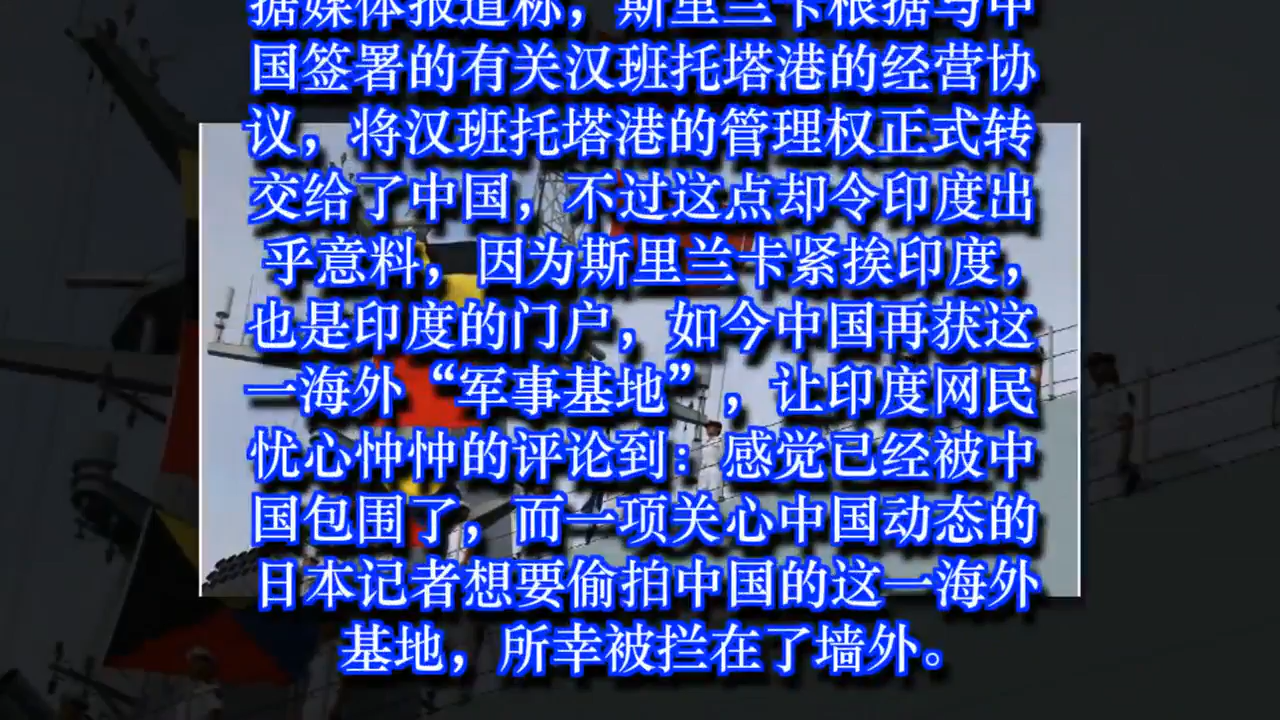 据媒体报道称，斯里兰卡根据与中
国签署的有关汉班托塔港的经营协
议，将汉班托塔港的管理权正式转
交给了中国，不过这点却令印度出
乎意料，因为斯里兰卡紧挨印度，
也是印度的门户，如今中国再获这
一海外“军事基地”，让印度网民
忧心忡忡的评论到：感觉已经被中
国包围了，而一项关心中国动态的
日本记者想要偷拍中国的这一海外
基地，所幸被拦在了墙外。